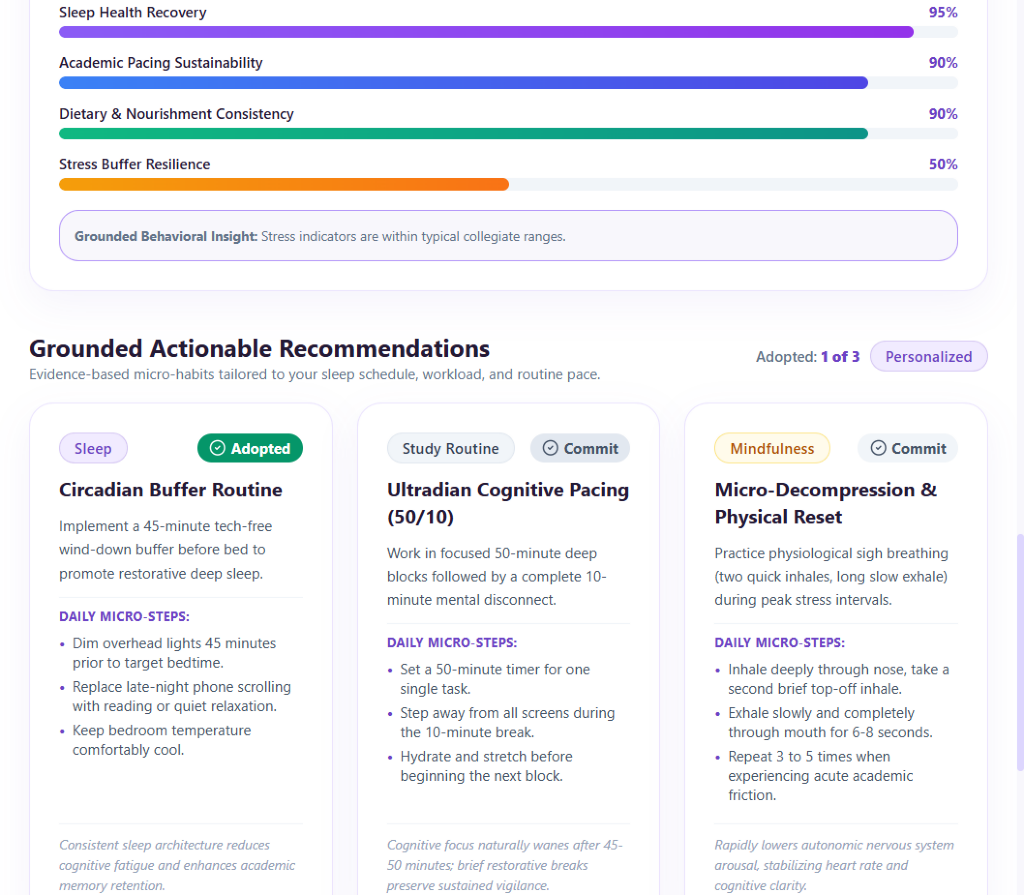 Sleep Health Recovery 95%
Academic Pacing Sustainability 90%
Dietary & Nourishment Consistency 90%
Stress Buffer Resilience 50%
Grounded Behavioral Insight: Stress indicators are within typical collegiate ranges.
Grounded Actionable Recommendations
Evidence-based micro-habits tailored to your sleep schedule, workload, and routine pace.
Adopted: 1 of 3
Personalized
Sleep
Adopted
Circadian Buffer Routine
Implement a 45-minute tech-free
wind-down buffer before bed to
promote restorative deep sleep.
DAILY MICRO-STEPS:
• Dim overhead lights 45 minutes
prior to target bedtime.
• Replace late-night phone scrolling
with reading or quiet relaxation.
• Keep bedroom temperature
comfortably cool.
Consistent sleep architecture reduces
cognitive fatigue and enhances academic
memory retention.
Study Routine
Commit
Ultradian Cognitive Pacing
(50/10)
Work in focused 50-minute deep
blocks followed by a complete 10-
minute mental disconnect.
DAILY MICRO-STEPS:
• Set a 50-minute timer for one
single task.
• Step away from all screens during
the 10-minute break.
• Hydrate and stretch before
beginning the next block.
Cognitive focus naturally wanes after 45-
50 minutes; brief restorative breaks
preserve sustained vigilance.
Mindfulness
Commit
Micro-Decompression &
Physical Reset
Practice physiological sigh breathing
(two quick inhales, long slow exhale)
during peak stress intervals.
DAILY MICRO-STEPS:
• Inhale deeply through nose, take a
second brief top-off inhale.
• Exhale slowly and completely
through mouth for 6-8 seconds.
• Repeat 3 to 5 times when
experiencing acute academic
friction.
Rapidly lowers autonomic nervous system
arousal, stabilizing heart rate and
cognitive clarity.